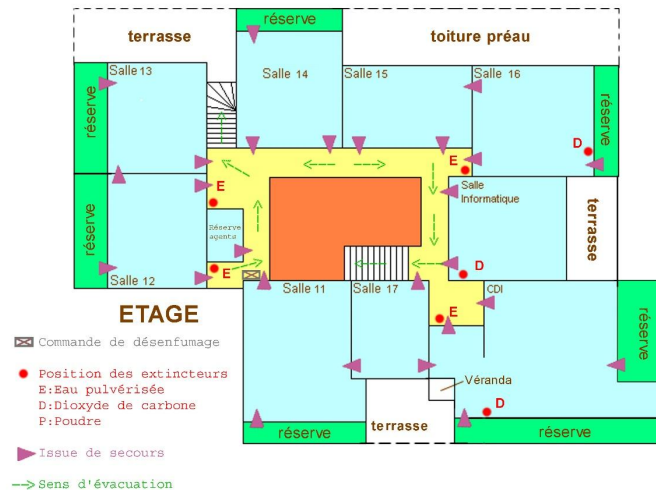 réserve
terrasse
toiture préau
Salle 13
Salle 14
Salle 15
Salle 16
réserve
réserve
D
E
E
Salle
Informatique
terrasse
Réserve
agents
réserve
D
E
Salle 12
Salle 11
Salle 17
CDI
E
ETAGE
réserve
Commande de désenfumage
Position des extincteurs
E:Eau pulvérisée
D:Dioxyde de carbone
P:Poudre
Véranda
D
terrasse
réserve
réserve
Issue de secours
Sens d'évacuation